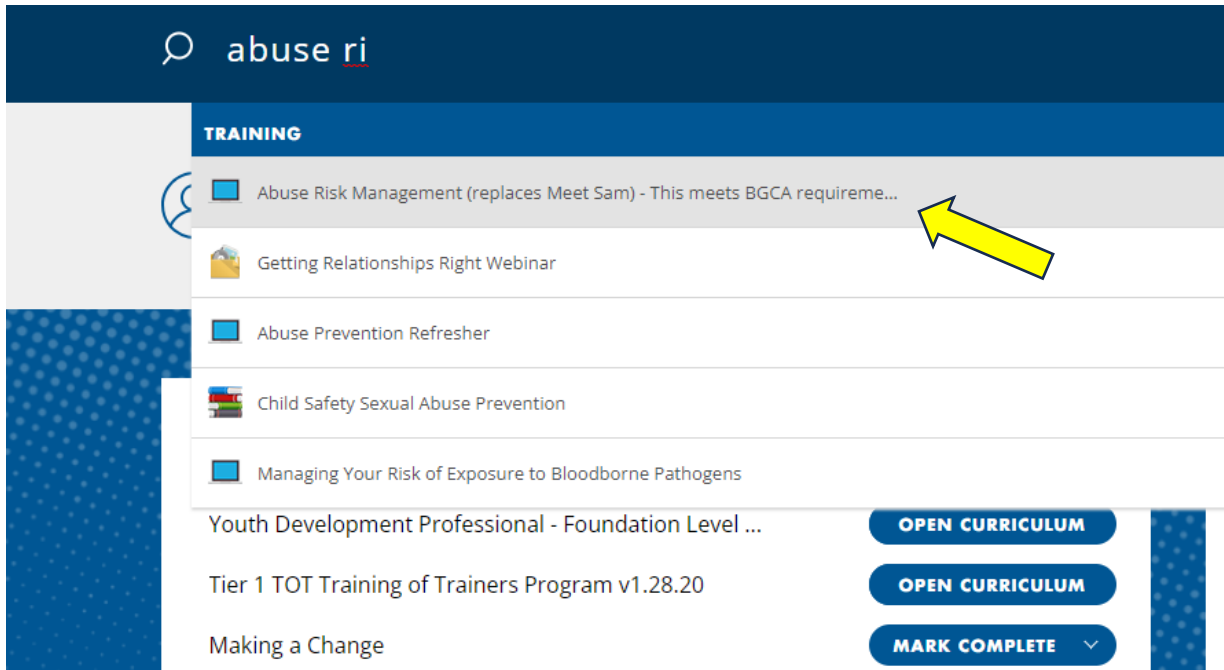 abuse ri
TRAINING
Abuse Risk Management (replaces Meet Sam) - This meets BGCA requireme...
Getting Relationships Right Webinar
Abuse Prevention Refresher
Child Safety Sexual Abuse Prevention
Managing Your Risk of Exposure to Bloodborne Pathogens
Youth Development Professional - Foundation Level ... OPEN CURRICULUM
Tier 1 TOT Training of Trainers Program v1.28.20 OPEN CURRICULUM
Making a Change MARK COMPLETE